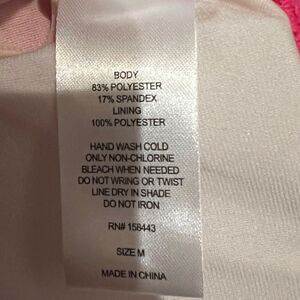 BODY
83% POLYESTER
17% SPANDEX
LINING
100% POLYESTER
HAND WASH COLD
ONLY NON-CHLORINE
BLEACH WHEN NEEDED
DO NOT WRING OR TWIST
LINE DRY IN SHADE
DO NOT IRON
RN# 158443
SIZE M
MADE IN CHINA